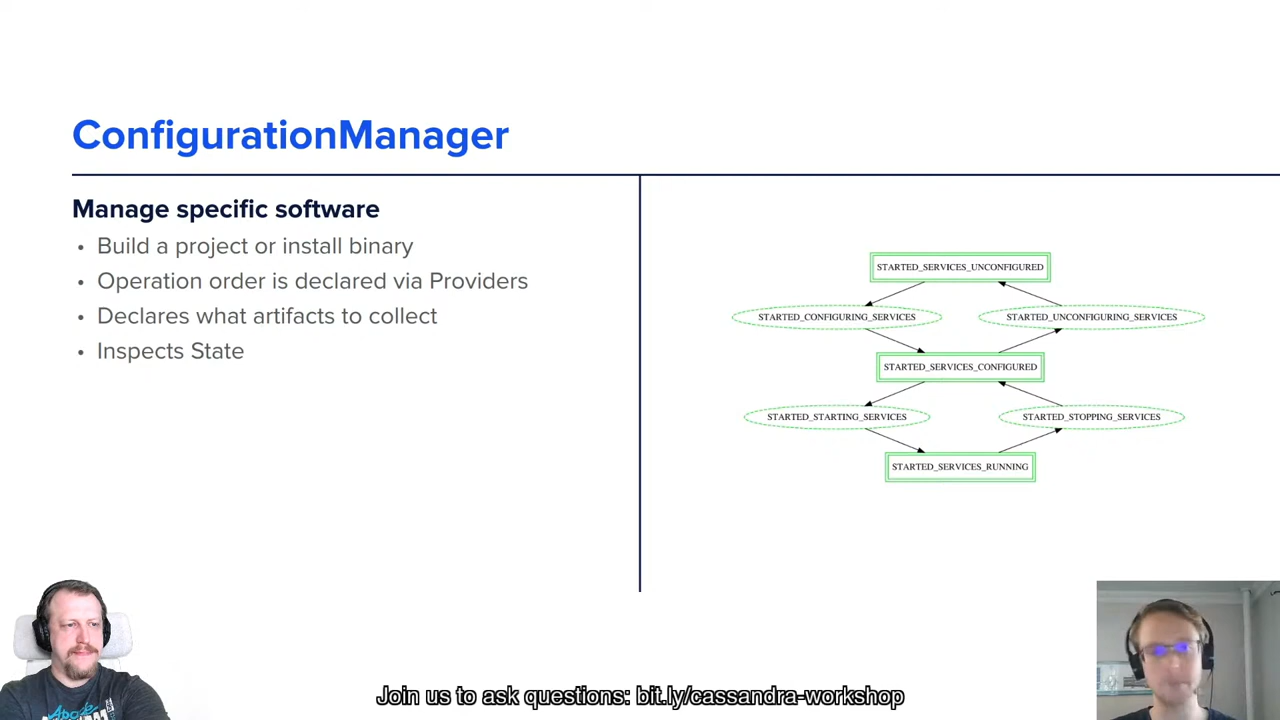 ConfigurationManager
Manage specific software
• Build a project or install binary
• Operation order is declared via Providers
• Declares what artifacts to collect
• Inspects State
STARTED_SERVICES_UNCONFIGURED
STARTED_CONFIGURING_SERVICES
STARTED_UNCONFIGURING_SERVICES
STARTED_SERVICES_CONFIGURED
STARTED_STARTING_SERVICES
STARTED_STOPPING_SERVICES
STARTED_SERVICES_RUNNING
Join us to ask questions: bit.ly/cassandra-workshop